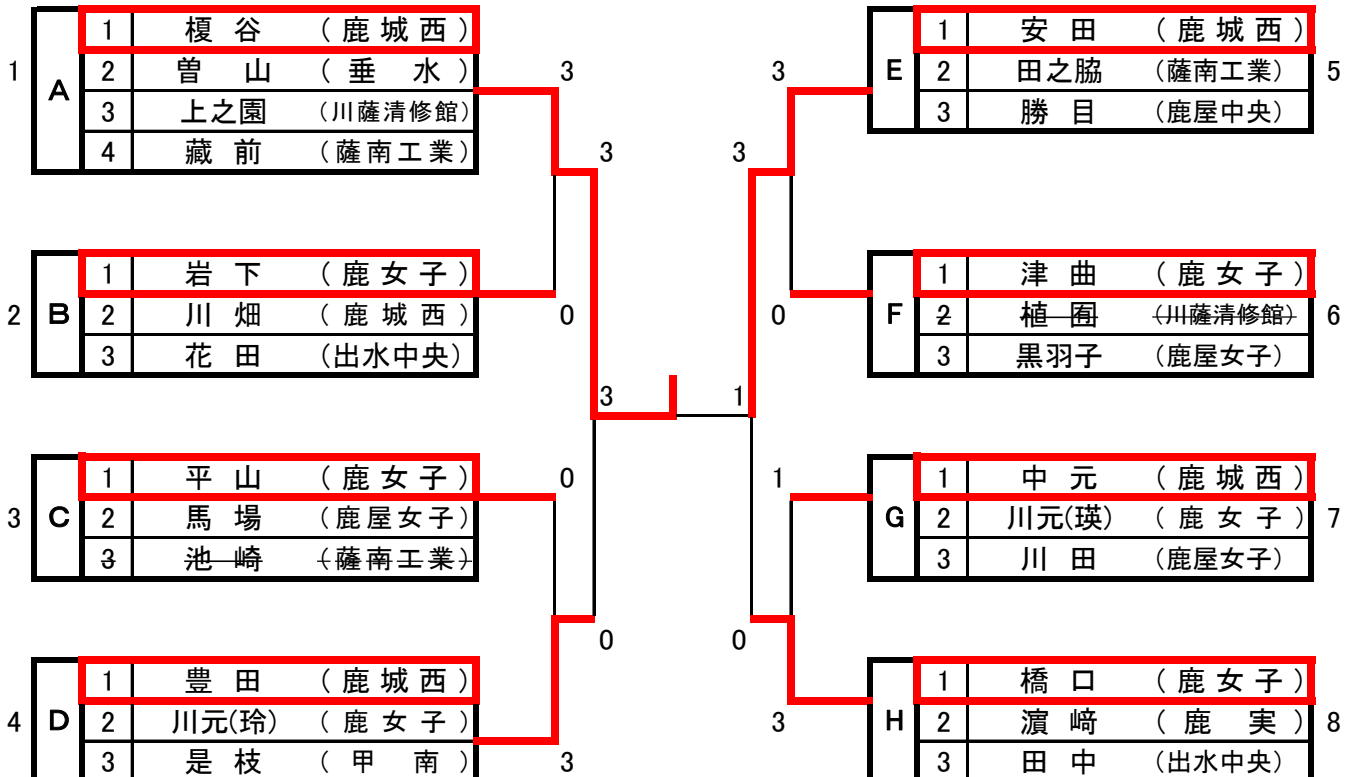 1 A
1 榎谷 (鹿城西)
2 曽山 (垂水)
3 上之園 (川薩清修館)
4 藏前 (薩南工業)
2 B
1 岩下 (鹿女子)
2 川畑 (鹿城西)
3 花田 (出水中央)
3 C
1 平山 (鹿女子)
2 馬場 (鹿屋女子)
3 池崎 (薩南工業)
4 D
1 豊田 (鹿城西)
2 川元(玲) (鹿女子)
3 是枝 (甲南)
3
3
0
3
0
0
3
3
3
0
1
1
0
3
E 5
1 安田 (鹿城西)
2 田之脇 (薩南工業)
3 勝目 (鹿屋中央)
F 6
1 津曲 (鹿女子)
2 植囿 (川薩清修館)
3 黒羽子 (鹿屋女子)
G 7
1 中元 (鹿城西)
2 川元(瑛) (鹿女子)
3 川田 (鹿屋女子)
H 8
1 橋口 (鹿女子)
2 濵﨑 (鹿実)
3 田中 (出水中央)